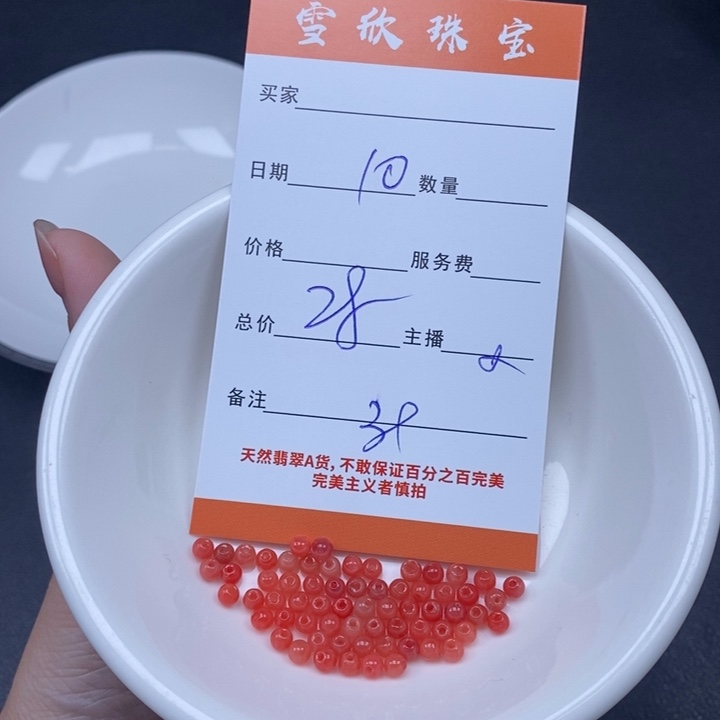 雪欣珠宝
买家
日期 10 数量
价格 服务费
总价 28 主播
备注
天然翡翠A货,不敢保证百分之百完美
完美主义者慎拍